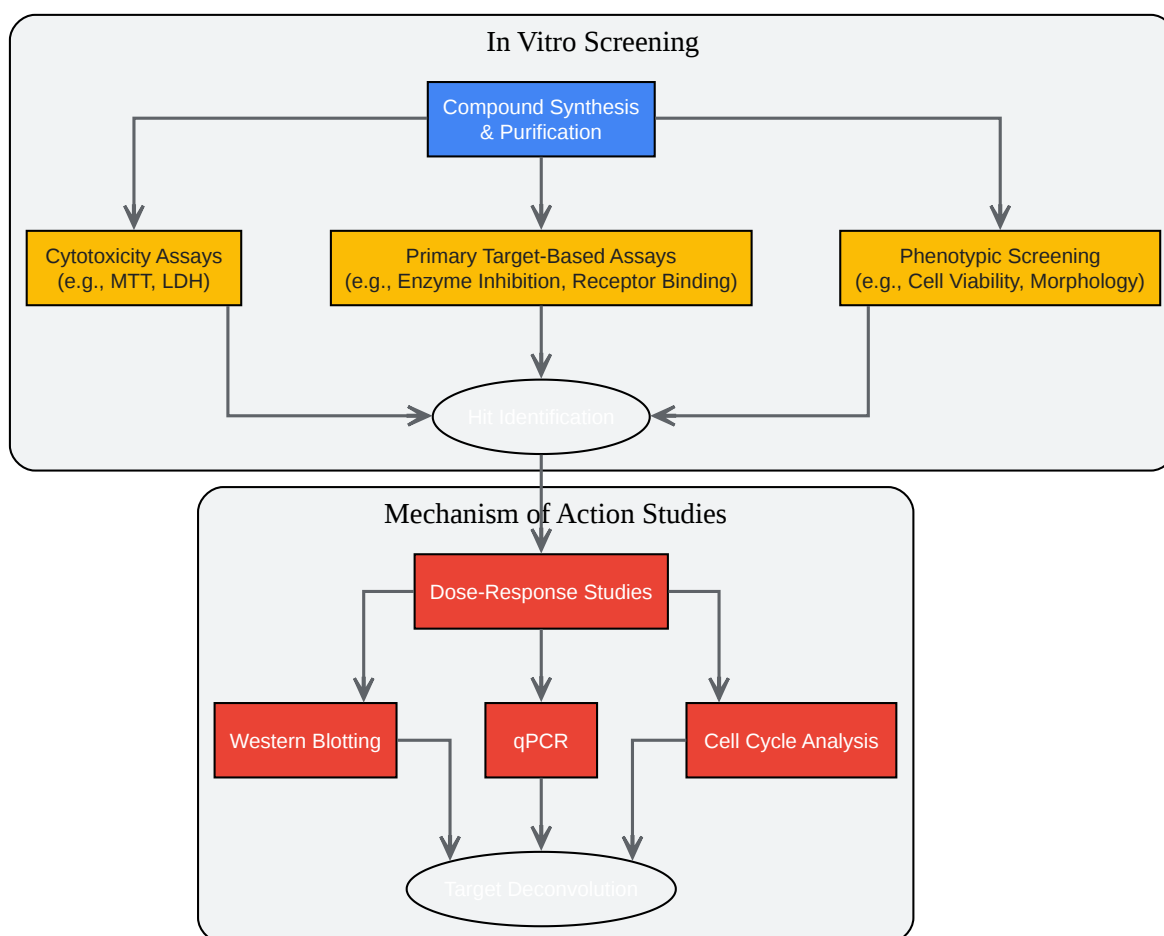 In Vitro Screening
Compound Synthesis
& Purification
Cytotoxicity Assays
(e.g., MTT, LDH)
Primary Target-Based Assays
(e.g., Enzyme Inhibition, Receptor Binding)
Phenotypic Screening
(e.g., Cell Viability, Morphology)
Hit Identification
Mechanism of Action Studies
Dose-Response Studies
Western Blotting
qPCR
Cell Cycle Analysis
Target Deconvolution